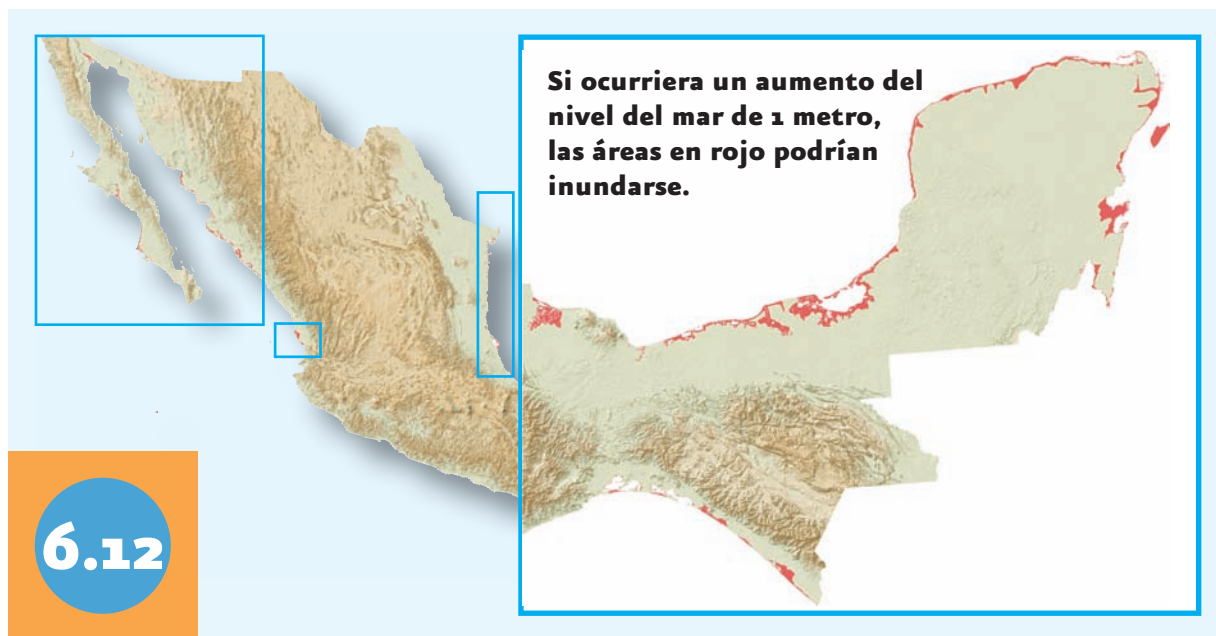 Si ocurriera un aumento del
nivel del mar de 1 metro,
las áreas en rojo podrían
inundarse.
6.12